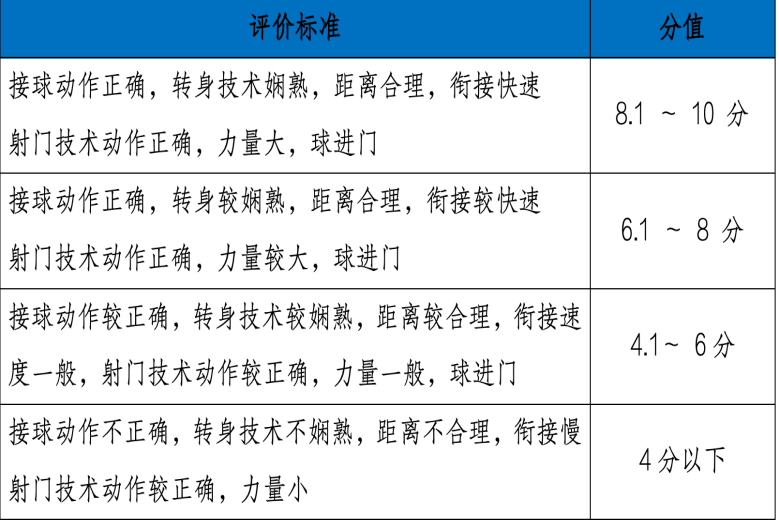 评价标准
分值
接球动作正确，转身技术娴熟，距离合理，衔接快速
射门技术动作正确，力量大，球进门
8.1 ~ 10 分
接球动作正确，转身较娴熟，距离合理，衔接较快速
射门技术动作正确，力量较大，球进门
6.1 ~ 8 分
接球动作较正确，转身技术较娴熟，距离较合理，衔接速
度一般，射门技术动作较正确，力量一般，球进门
4.1~ 6分
接球动作不正确，转身技术不娴熟，距离不合理，衔接慢
射门技术动作较正确，力量小
4分以下